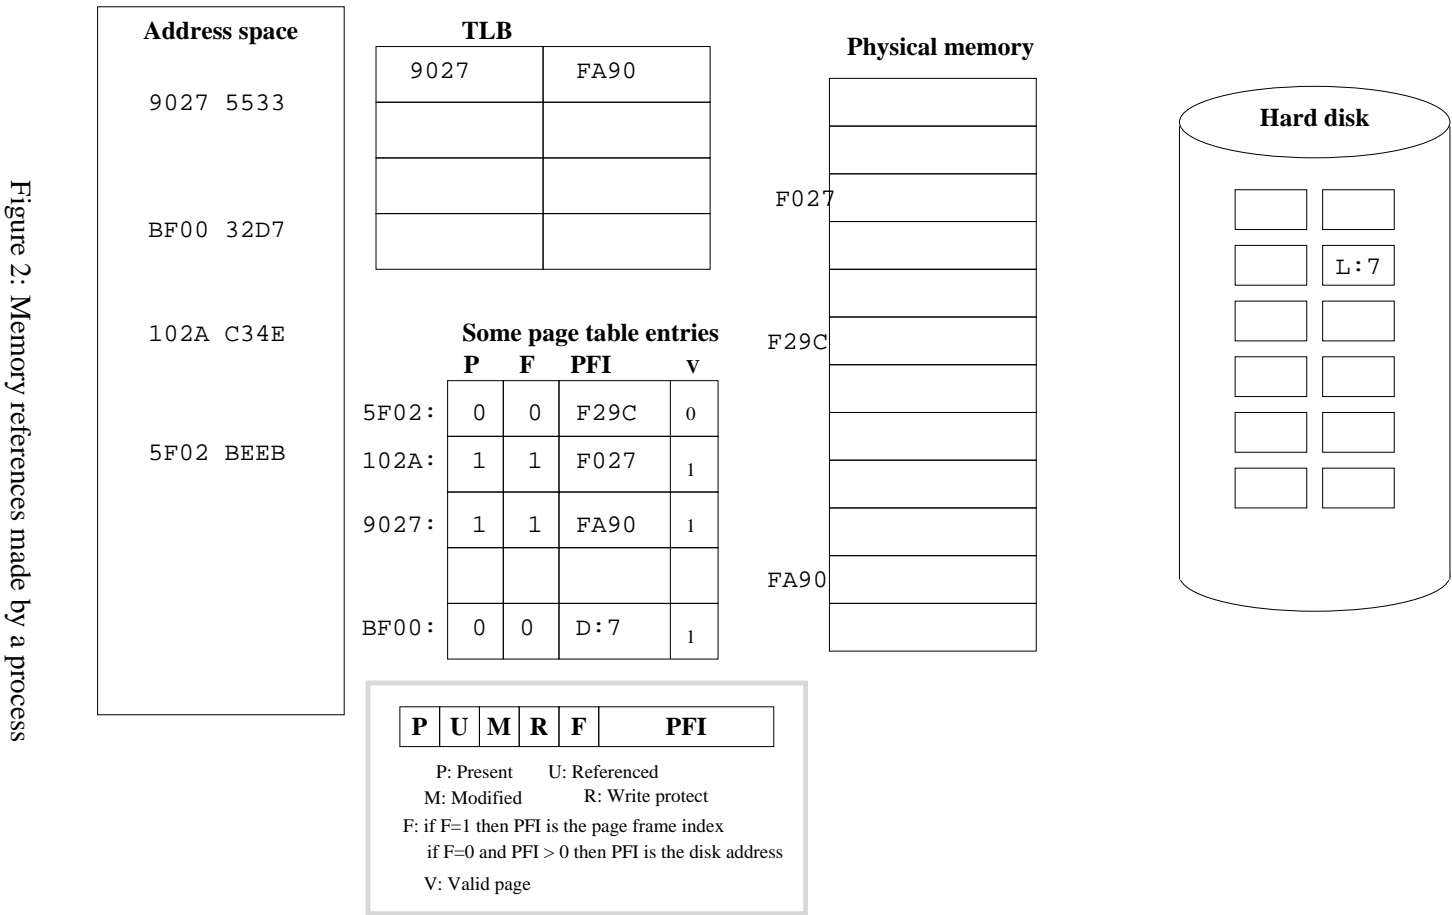 Figure 2: Memory references made by a process
Address space
9027 5533
BF00 32D7
102A C34E
5F02 BEEB
TLB
9027 FA90
Some page table entries
P F PFI V
5F02: 0 0 F29C 0
102A: 1 1 F027 1
9027: 1 1 FA90 1
BF00: 0 0 D:7 1
P U M R F PFI
P: Present U: Referenced
M: Modified R: Write protect
F: if F=1 then PFI is the page frame index
if F=0 and PFI > 0 then PFI is the disk address
V: Valid page
Physical memory
F027
F29C
FA90
Hard disk
L:7